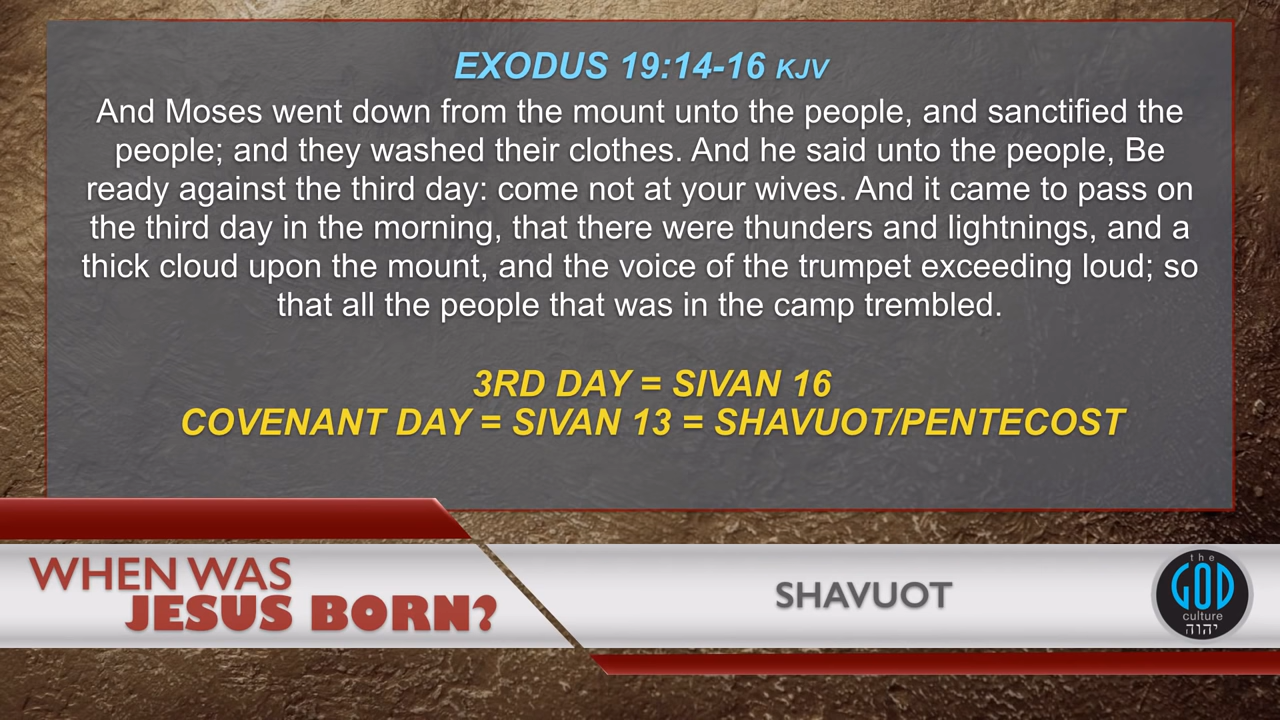 EXODUS 19:14-16 KJV
And Moses went down from the mount unto the people, and sanctified the
people; and they washed their clothes. And he said unto the people, Be
ready against the third day: come not at your wives. And it came to pass on
the third day in the morning, that there were thunders and lightnings, and a
thick cloud upon the mount, and the voice of the trumpet exceeding loud; so
that all the people that was in the camp trembled.
3RD DAY = SIVAN 16
COVENANT DAY = SIVAN 13 = SHAVUOT/PENTECOST
WHEN WAS
JESUS BORN?
SHAVUOT
the
GOD
culture
יהוה